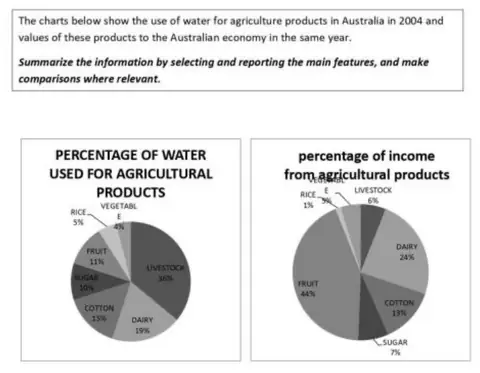 The charts below show the use of water for agriculture products in Australia in 2004 and
values of these products to the Australian economy in the same year.
Summarize the information by selecting and reporting the main features, and make
comparisons where relevant.
PERCENTAGE OF WATER
USED FOR AGRICULTURAL
PRODUCTS
VEGETABL
E
4%
RICE
5%
FRUIT
11%
LIVESTOCK
36%
SUGAR
10%
COTTON
15%
DAIRY
19%
percentage of income
from agricultural products
VEGETABL
E
5%
RICE
1%
LIVESTOCK
6%
DAIRY
24%
FRUIT
44%
COTTON
13%
SUGAR
7%